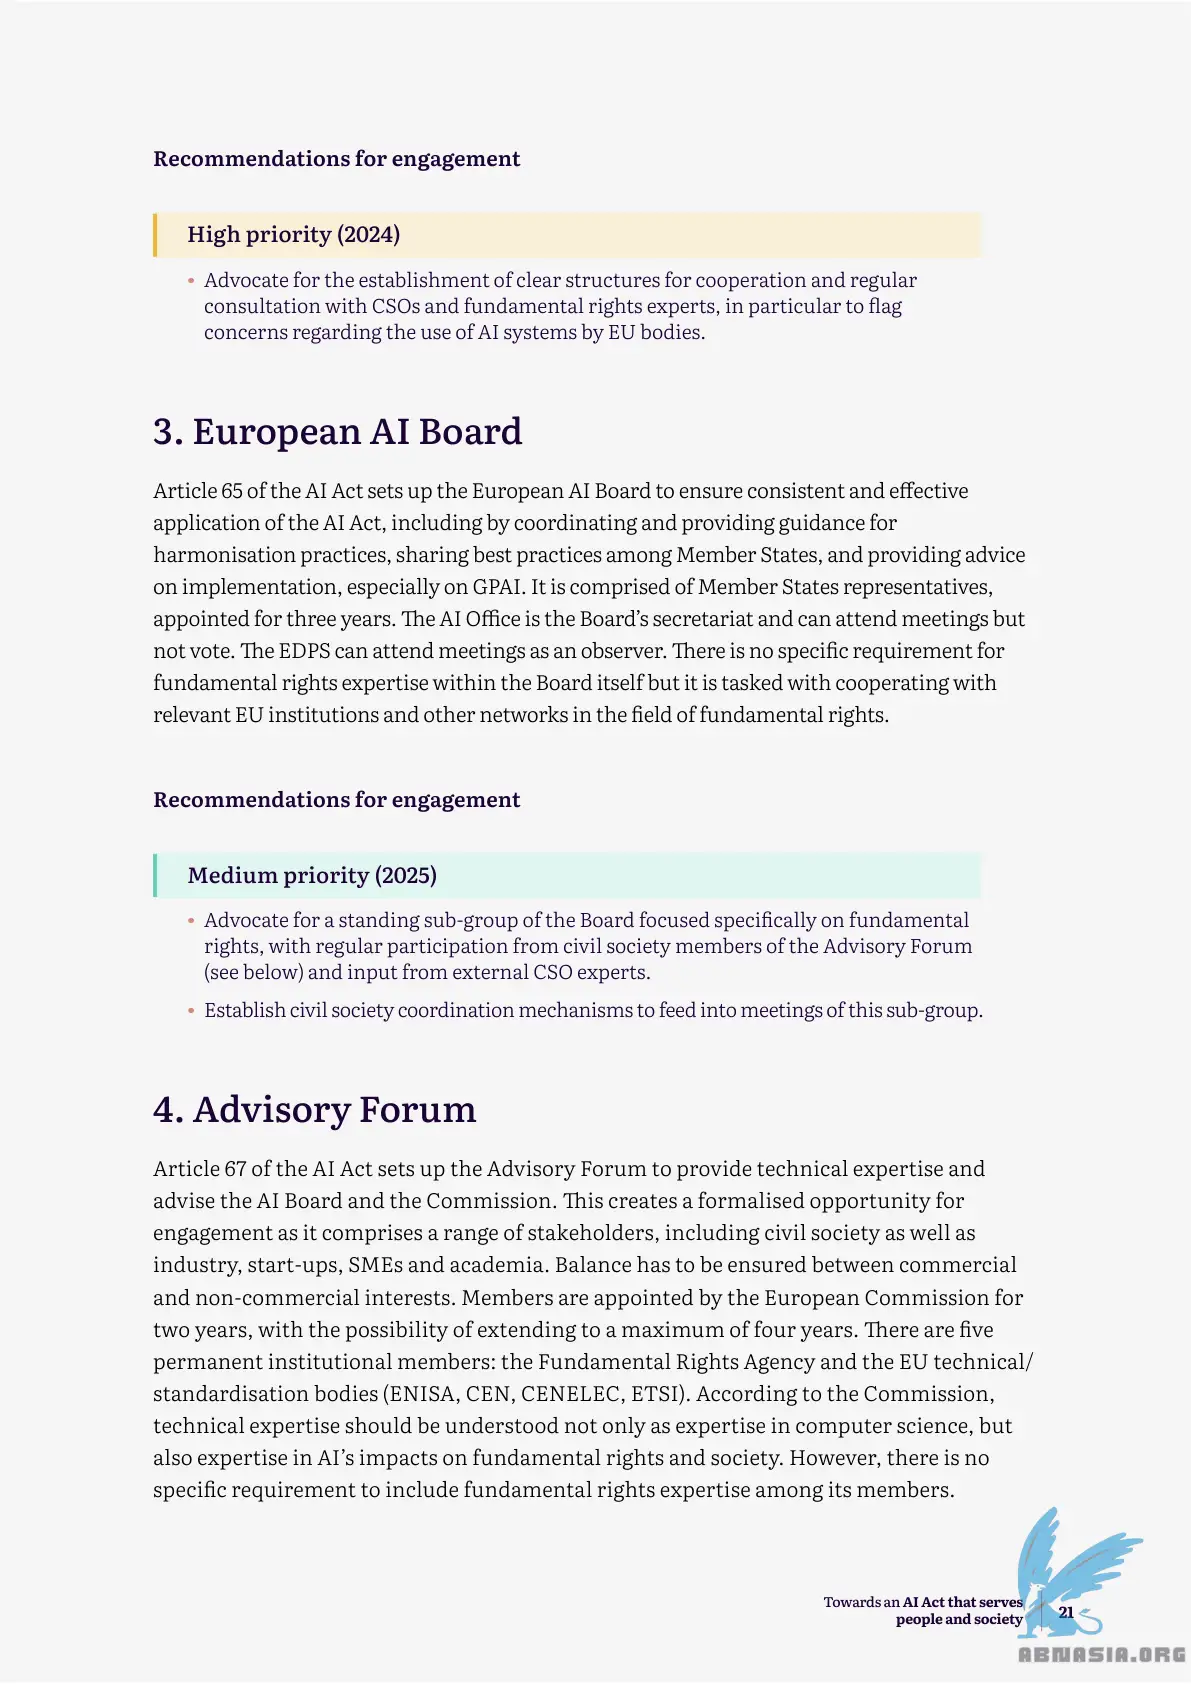 Recommendations for engagement
High priority (2024)
• Advocate for the establishment of clear structures for cooperation and regular
consultation with CSOs and fundamental rights experts, in particular to flag
concerns regarding the use of AI systems by EU bodies.
3. European AI Board
Article 65 of the AI Act sets up the European AI Board to ensure consistent and effective
application of the AI Act, including by coordinating and providing guidance for
harmonisation practices, sharing best practices among Member States, and providing advice
on implementation, especially on GPAI. It is comprised of Member States representatives,
appointed for three years. The AI Office is the Board’s secretariat and can attend meetings but
not vote. The EDPS can attend meetings as an observer. There is no specific requirement for
fundamental rights expertise within the Board itself but it is tasked with cooperating with
relevant EU institutions and other networks in the field of fundamental rights.
Recommendations for engagement
Medium priority (2025)
• Advocate for a standing sub-group of the Board focused specifically on fundamental
rights, with regular participation from civil society members of the Advisory Forum
(see below) and input from external CSO experts.
• Establish civil society coordination mechanisms to feed into meetings of this sub-group.
4. Advisory Forum
Article 67 of the AI Act sets up the Advisory Forum to provide technical expertise and
advise the AI Board and the Commission. This creates a formalised opportunity for
engagement as it comprises a range of stakeholders, including civil society as well as
industry, start-ups, SMEs and academia. Balance has to be ensured between commercial
and non-commercial interests. Members are appointed by the European Commission for
two years, with the possibility of extending to a maximum of four years. There are five
permanent institutional members: the Fundamental Rights Agency and the EU technical/
standardisation bodies (ENISA, CEN, CENELEC, ETSI). According to the Commission,
technical expertise should be understood not only as expertise in computer science, but
also expertise in AI’s impacts on fundamental rights and society. However, there is no
specific requirement to include fundamental rights expertise among its members.
Towards an AI Act that serves
people and society
21
ABNASIA.ORG